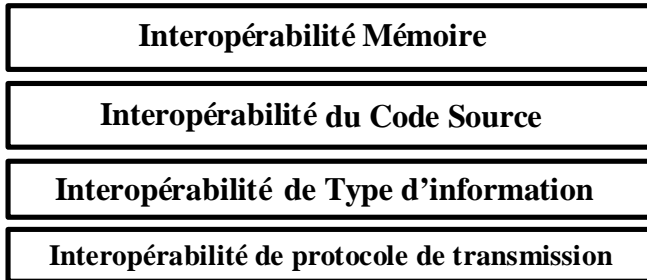 Interopérabilité Mémoire
Interopérabilité du Code Source
Interopérabilité de Type d’information
Interopérabilité de protocole de transmission